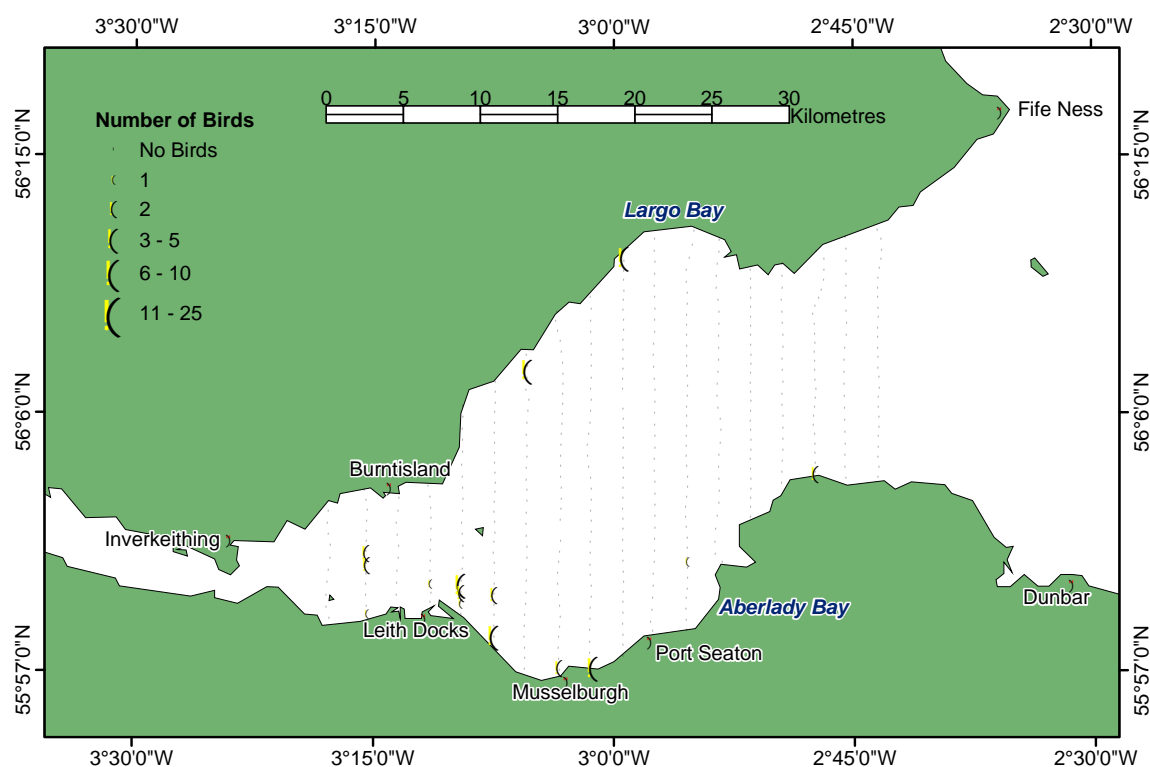 3°30'0"W 3°15'0"W 3°0'0"W 2°45'0"W 2°30'0"W
0 5 10 15 20 25 30
Kilometres
Number of Birds
No Birds
1
2
3 - 5
6 - 10
11 - 25
Fife Ness
56°15'0"N 56°15'0"N
Largo Bay
56°6'0"N 56°6'0"N
Burntisland
Inverkeithing
Dunbar
Aberlady Bay
Leith Docks
Port Seaton
55°57'0"N 55°57'0"N
Musselburgh
3°30'0"W 3°15'0"W 3°0'0"W 2°45'0"W 2°30'0"W